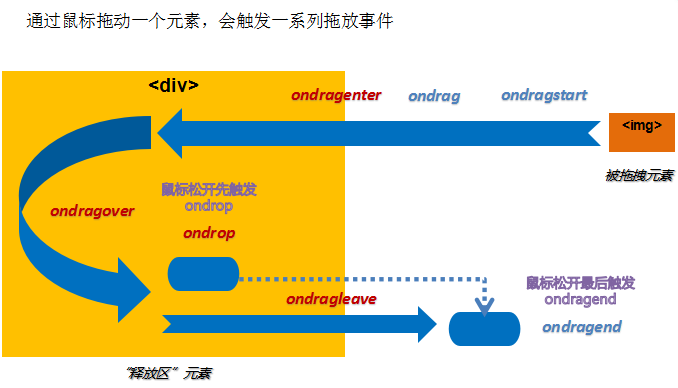 通过鼠标拖动一个元素，会触发一系列拖放事件
<div>
ondragenter ondrag ondragstart
<img>
被拖拽元素
鼠标松开先触发
ondrop
ondragover
ondrop
鼠标松开最后触发
ondragend
ondragleave
ondragend
“释放区”元素